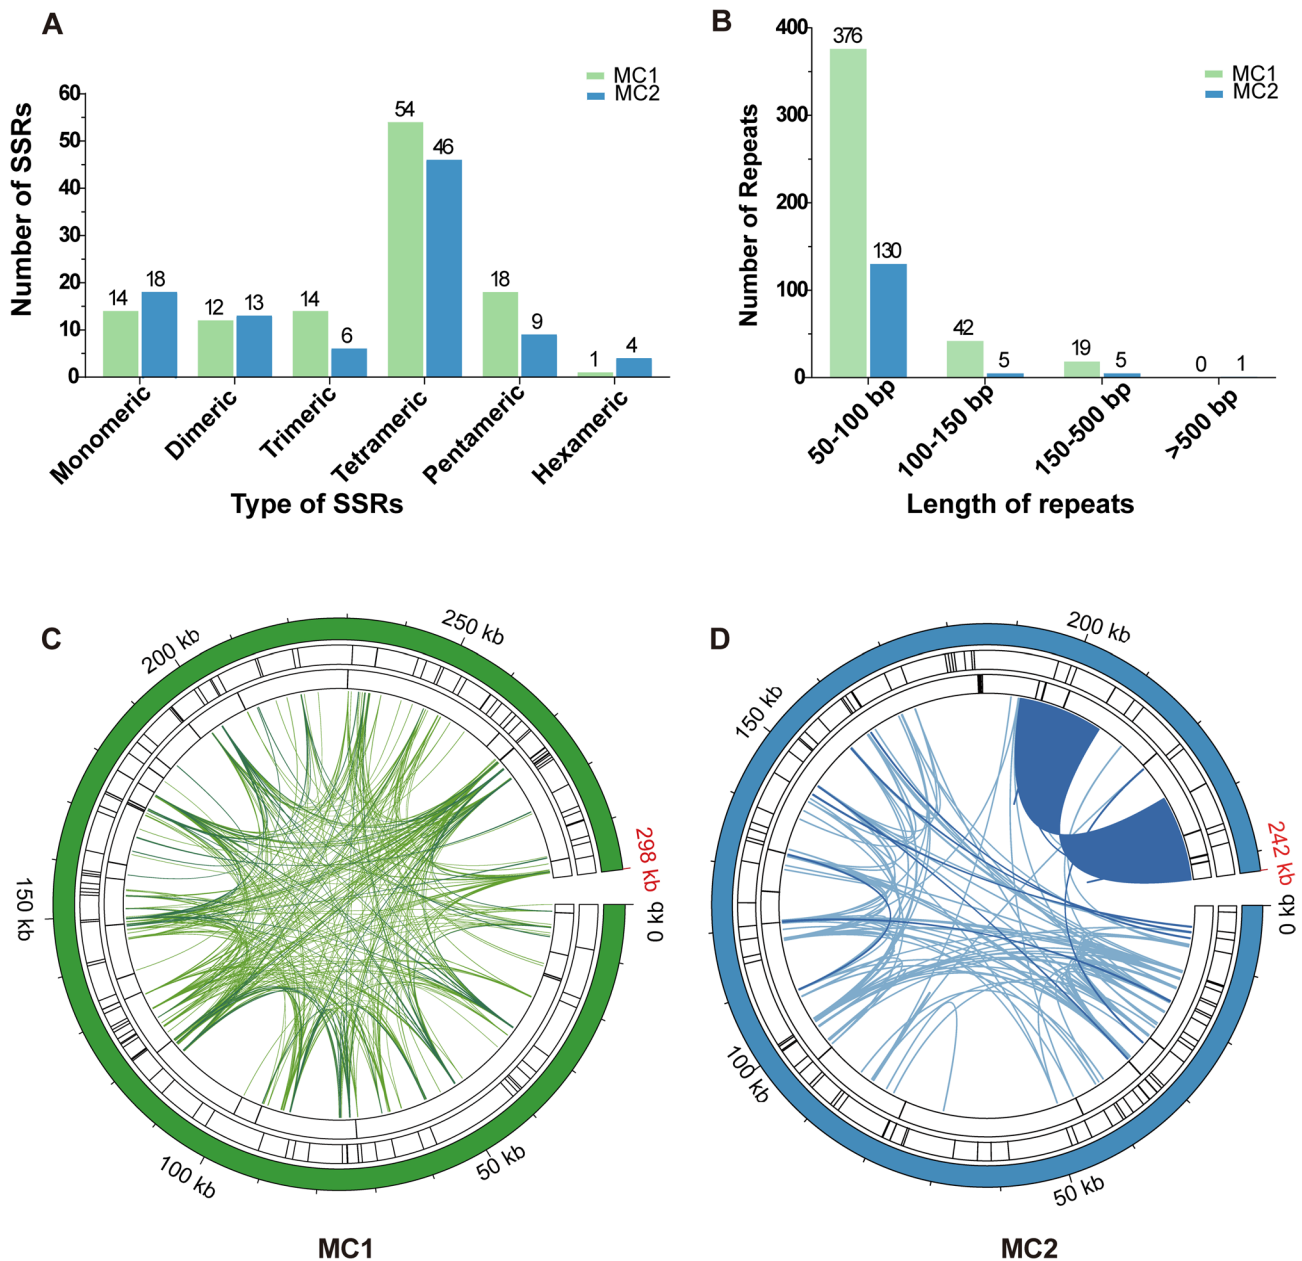 A
Number of SSRs
60
50
40
30
20
10
0
MC1
MC2
14
18
12
13
14
6
54
46
18
9
1
4
Monomeric
Dimeric
Trimeric
Tetrameric
Pentameric
Hexameric
Type of SSRs
B
Number of Repeats
400
300
200
100
0
MC1
MC2
376
130
42
5
19
5
0
1
50-100 bp
100-150 bp
150-500 bp
>500 bp
Length of repeats
C
0 kb
50 kb
100 kb
150 kb
200 kb
250 kb
298 kb
MC1
D
0 kb
50 kb
100 kb
150 kb
200 kb
242 kb
MC2